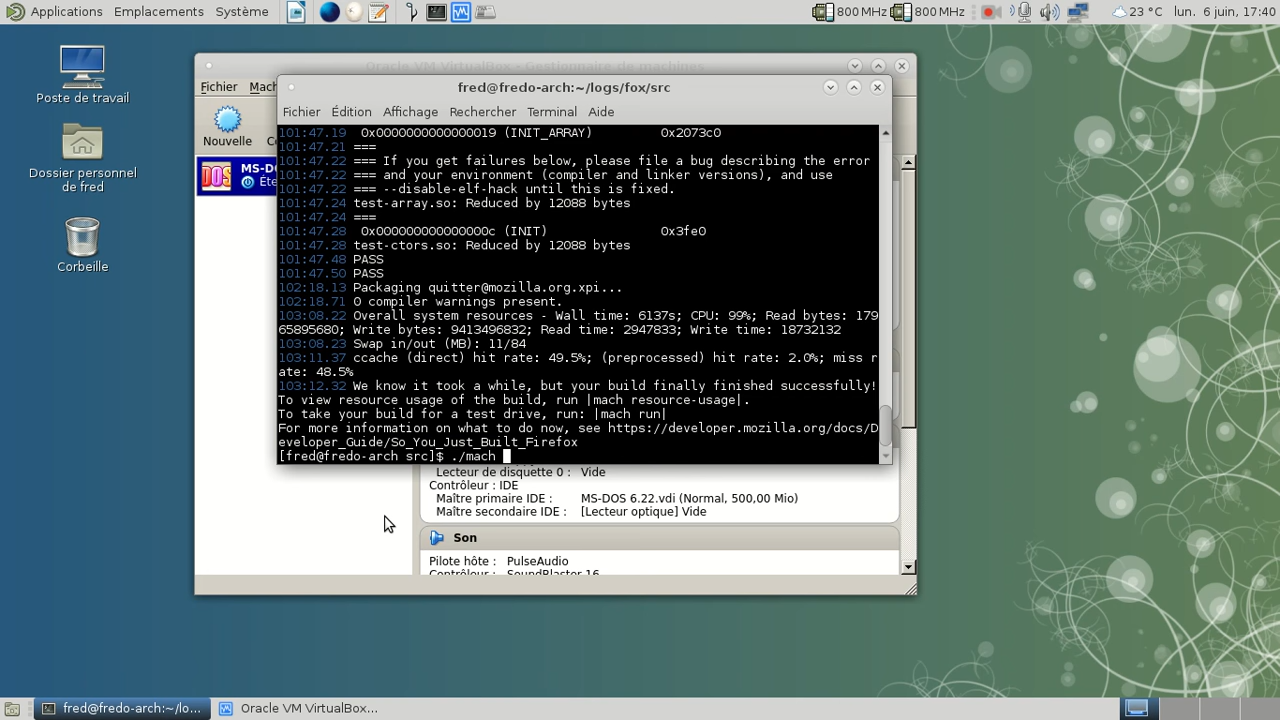 Applications Emplacements Système
800 MHz 800 MHz 23 °C lun. 6 juin, 17:40
Poste de travail
Dossier personnel
de fred
Corbeille
Oracle VM VirtualBox - Gestionnaire de machines
Fichier Mach
Nouvelle
DOS MS-DO
fred@fredo-arch:~/logs/fox/src
Fichier Édition Affichage Rechercher Terminal Aide
101:47.19  0x0000000000000019 (INIT_ARRAY)         0x2073c0
101:47.21 ===
101:47.22 === If you get failures below, please file a bug describing the error
101:47.22 === and your environment (compiler and linker versions), and use
101:47.22 === --disable-elf-hack until this is fixed.
101:47.24 test-array.so: Reduced by 12088 bytes
101:47.24 ===
101:47.28  0x000000000000000c (INIT)               0x3fe0
101:47.28 test-ctors.so: Reduced by 12088 bytes
101:47.48 PASS
101:47.50 PASS
102:18.13 Packaging quitter@mozilla.org.xpi...
102:18.71 0 compiler warnings present.
103:08.22 Overall system resources - Wall time: 6137s; CPU: 99%; Read bytes: 179
65895680; Write bytes: 9413496832; Read time: 2947833; Write time: 18732132
103:08.23 Swap in/out (MB): 11/84
103:11.37 ccache (direct) hit rate: 49.5%; (preprocessed) hit rate: 2.0%; miss r
ate: 48.5%
103:12.32 We know it took a while, but your build finally finished successfully!
To view resource usage of the build, run |mach resource-usage|.
To take your build for a test drive, run: |mach run|
For more information on what to do now, see https://developer.mozilla.org/docs/D
eveloper_Guide/So_You_Just_Built_Firefox
[fred@fredo-arch src]$ ./mach
Lecteur de disquette 0 : Vide
Contrôleur : IDE
Maître primaire IDE : MS-DOS 6.22.vdi (Normal, 500,00 Mio)
Maître secondaire IDE : [Lecteur optique] Vide
Son
Pilote hôte : PulseAudio
Contrôleur : SoundBlaster 16
fred@fredo-arch:~/lo... Oracle VM VirtualBox...